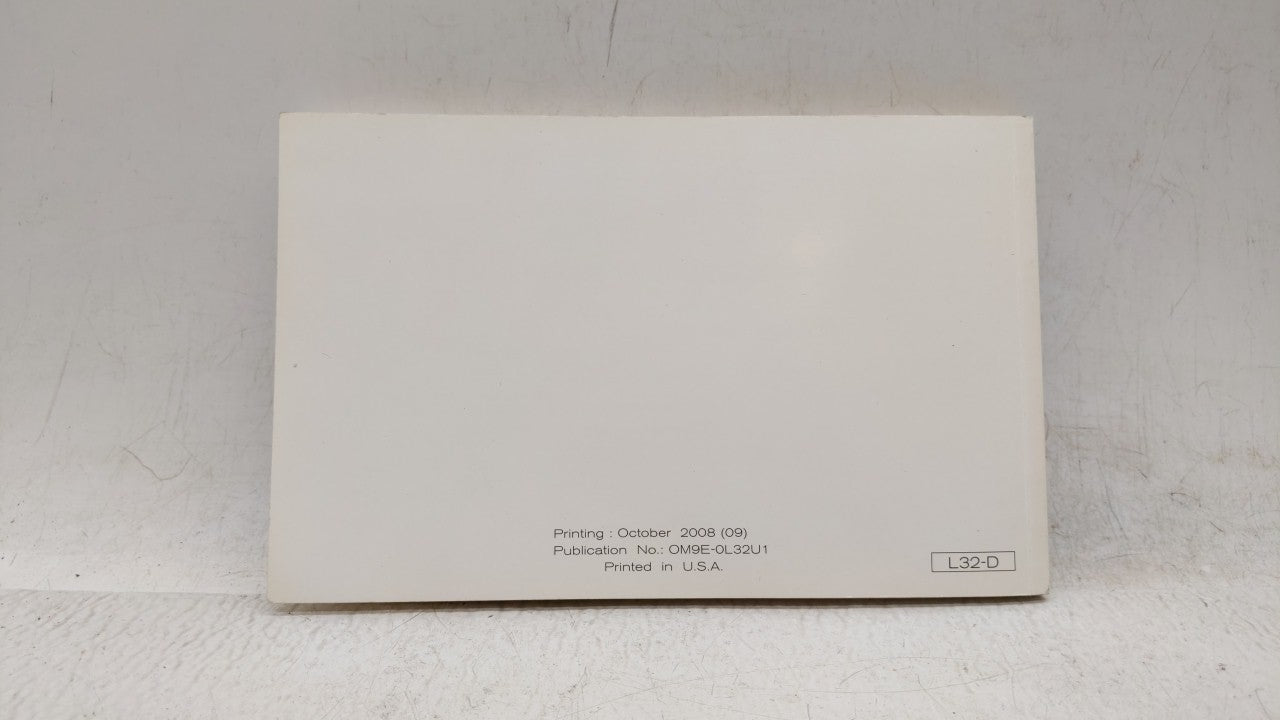 Printing : October 2008 (09)
Publication No.: OM9E-0L32U1
Printed in U.S.A.
L32-D